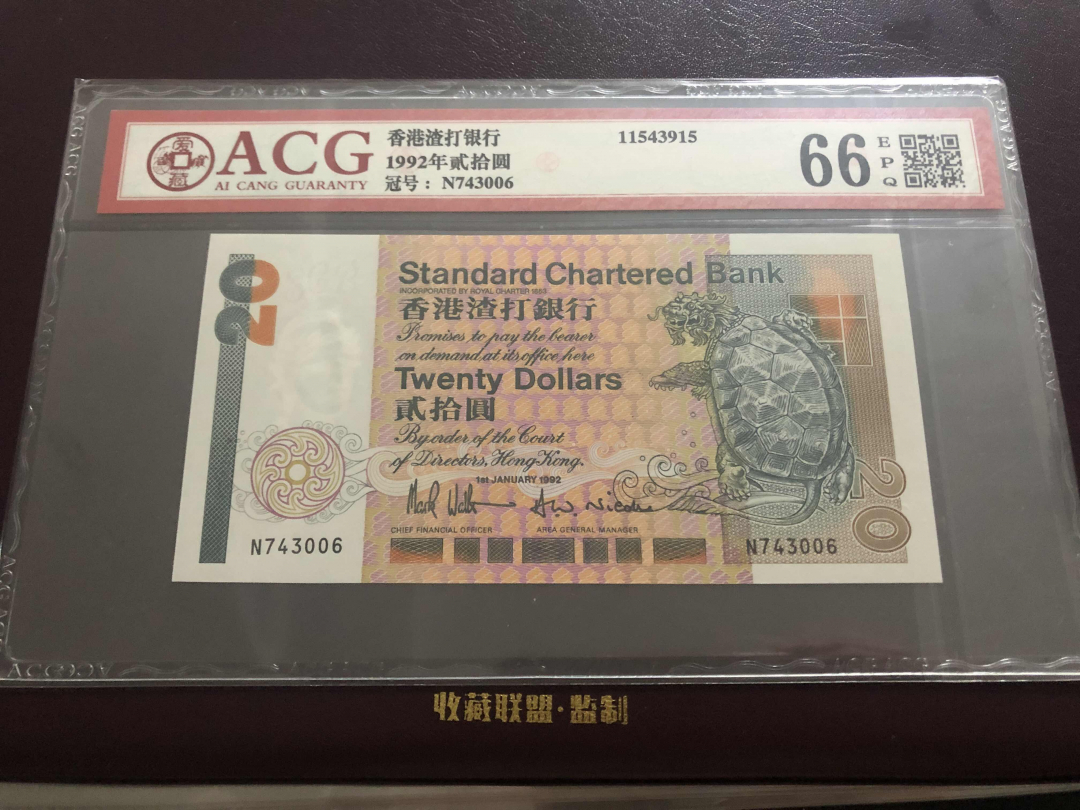 爱藏
ACG
AI CANG GUARANTY
香港渣打银行
1992年贰拾圆
冠号: N743006
11543915
66
EPQ
20
Standard Chartered Bank
INCORPORATED BY ROYAL CHARTER 1853
香港渣打銀行
Promises to pay the bearer
on demand at its office here
Twenty Dollars
貳拾圓
By order of the Court
of Directors, Hong Kong.
1st JANUARY 1992
CHIEF FINANCIAL OFFICER
AREA GENERAL MANAGER
N743006
N743006
20
收藏联盟·监制